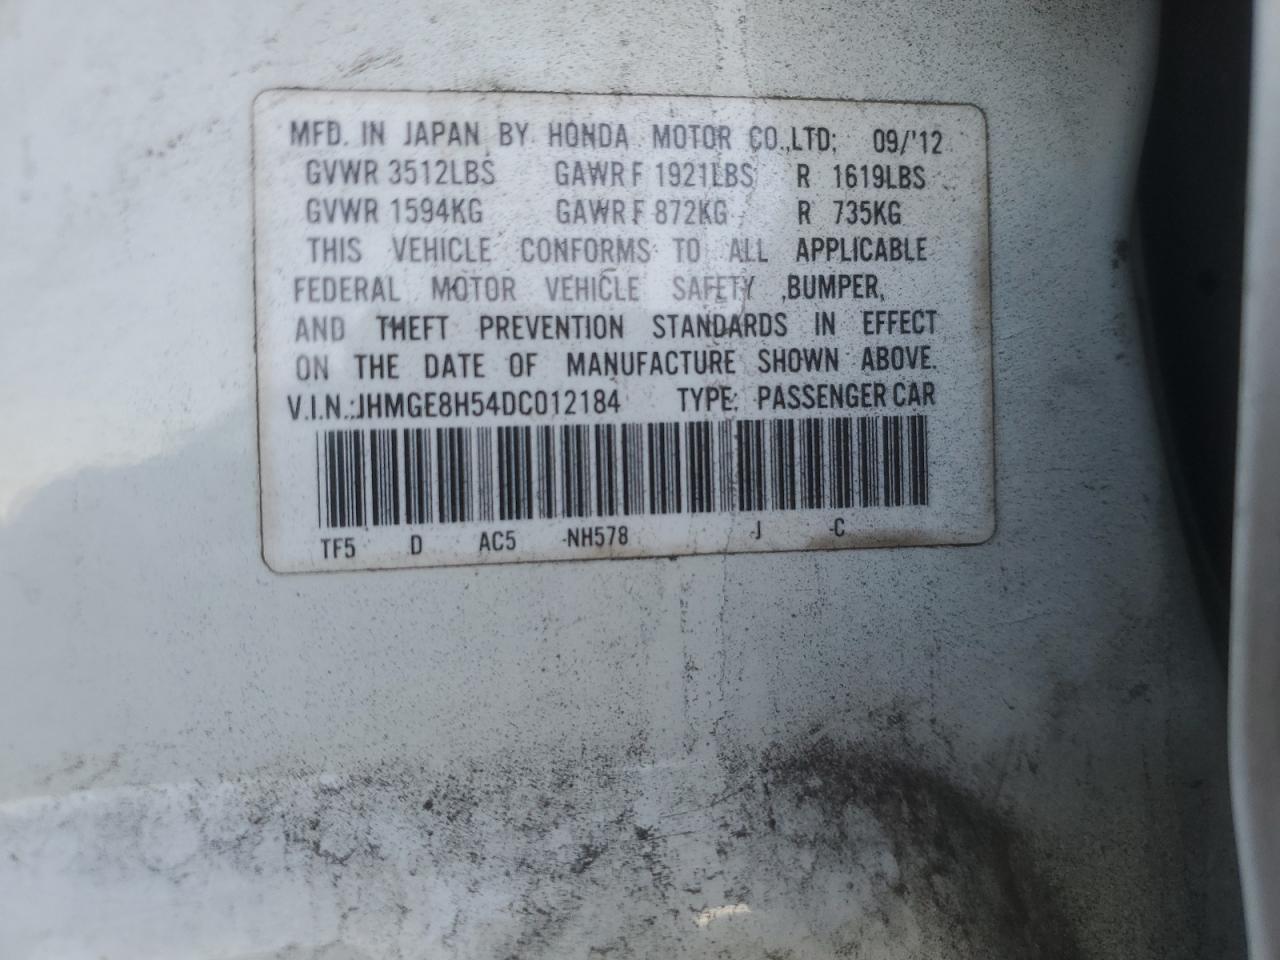 MFD. IN JAPAN BY HONDA MOTOR CO.,LTD; 09/'12
GVWR 3512LBS GAWR F 1921LBS R 1619LBS
GVWR 1594KG GAWR F 872KG R 735KG
THIS VEHICLE CONFORMS TO ALL APPLICABLE
FEDERAL MOTOR VEHICLE SAFETY ,BUMPER,
AND THEFT PREVENTION STANDARDS IN EFFECT
ON THE DATE OF MANUFACTURE SHOWN ABOVE.
V.I.N.:JHMGE8H54DC012184 TYPE: PASSENGER CAR
TF5 D AC5 -NH578 -J -C